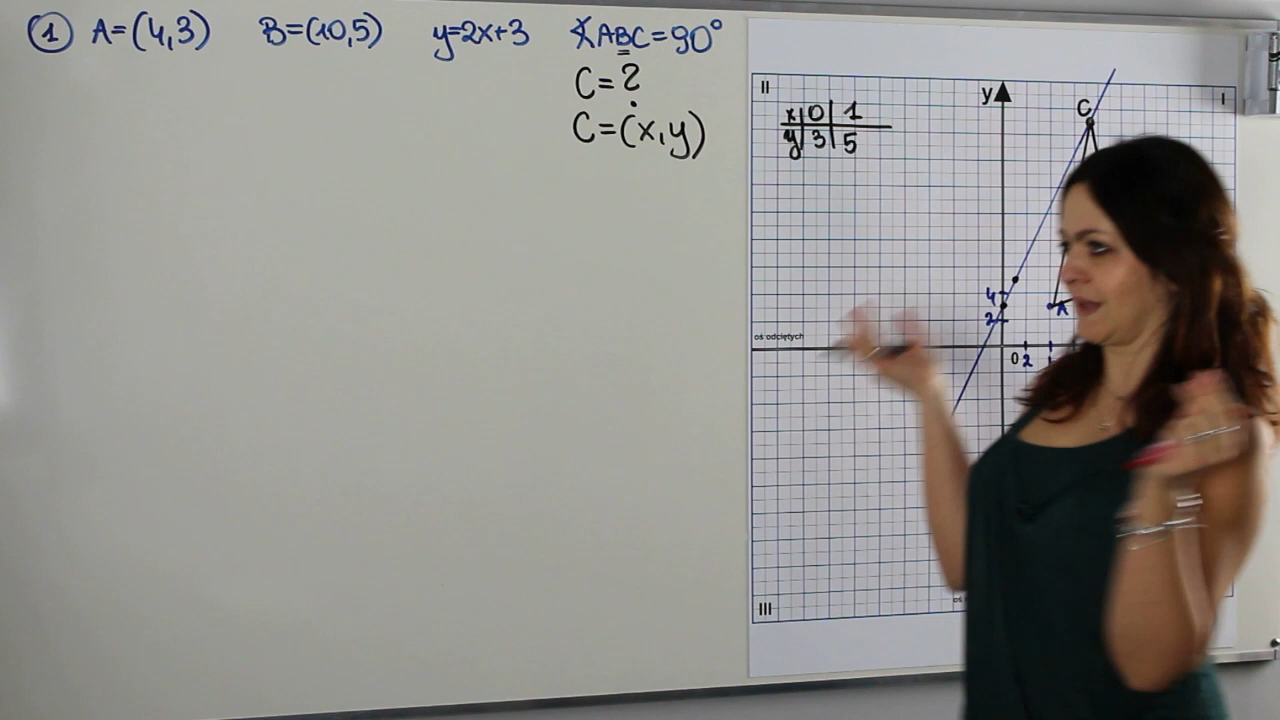 ① A=(4,3) B=(10,5) y=2x+3 ∡ABC=90°
C=?
C=(x,y)
II
y
I
x 0 1
y 3 5
C
4
A
2
oś odciętych
0 2
III